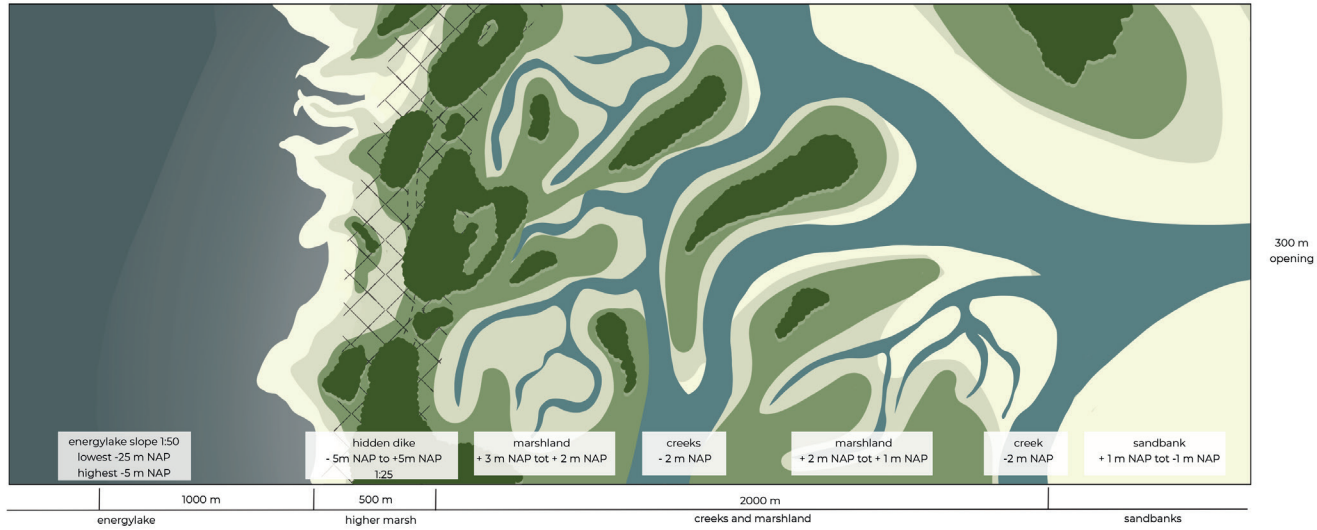 300 m
opening
energylake slope 1:50
lowest -25 m NAP
highest -5 m NAP
hidden dike
- 5m NAP to +5m NAP
1:25
marshland
+ 3 m NAP tot + 2 m NAP
creeks
- 2 m NAP
marshland
+ 2 m NAP tot + 1 m NAP
creek
-2 m NAP
sandbank
+ 1 m NAP tot -1 m NAP
1000 m
500 m
2000 m
energylake
higher marsh
creeks and marshland
sandbanks